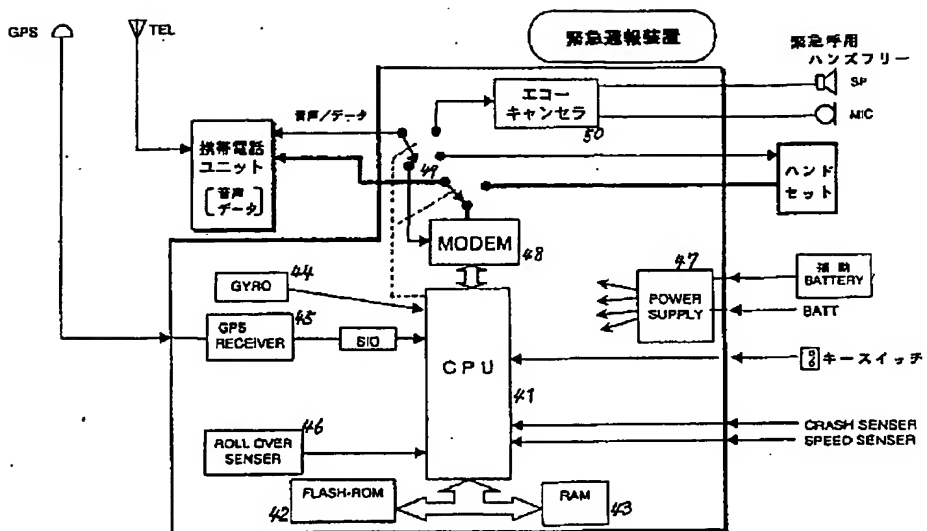 GPS
TEL
緊急通報装置
緊急呼用
ハンズフリー
SP
MIC
エコー
キャンセラ
50
音声/データ
携帯電話
ユニット
音声
データ
49
ハンド
セット
MODEM
48
44
GYRO
45
GPS
RECEIVER
SIO
CPU
41
47
POWER
SUPPLY
補助
BATTERY
BATT
キースイッチ
46
ROLL OVER
SENSER
CRASH SENSER
SPEED SENSER
FLASH-ROM
42
RAM
43